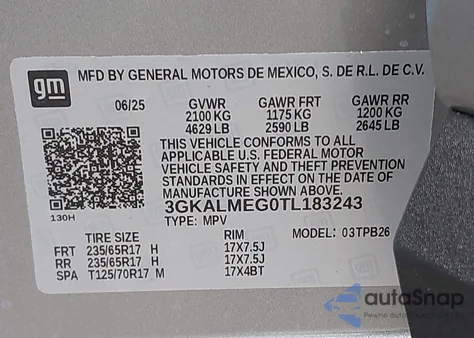 gm
MFD BY GENERAL MOTORS DE MEXICO, S. DE R.L. DE C.V.
06/25 GVWR GAWR FRT GAWR RR
2100 KG 1175 KG 1200 KG
4629 LB 2590 LB 2645 LB
THIS VEHICLE CONFORMS TO ALL
APPLICABLE U.S. FEDERAL MOTOR
VEHICLE SAFETY AND THEFT PREVENTION
STANDARDS IN EFFECT ON THE DATE OF
MANUFACTURE SHOWN ABOVE.
3GKALMEG0TL183243
130H
TYPE: MPV
TIRE SIZE RIM MODEL: 03TPB26
FRT 235/65R17 H 17X7.5J
RR 235/65R17 H 17X7.5J
SPA T125/70R17 M 17X4BT
autoSnap